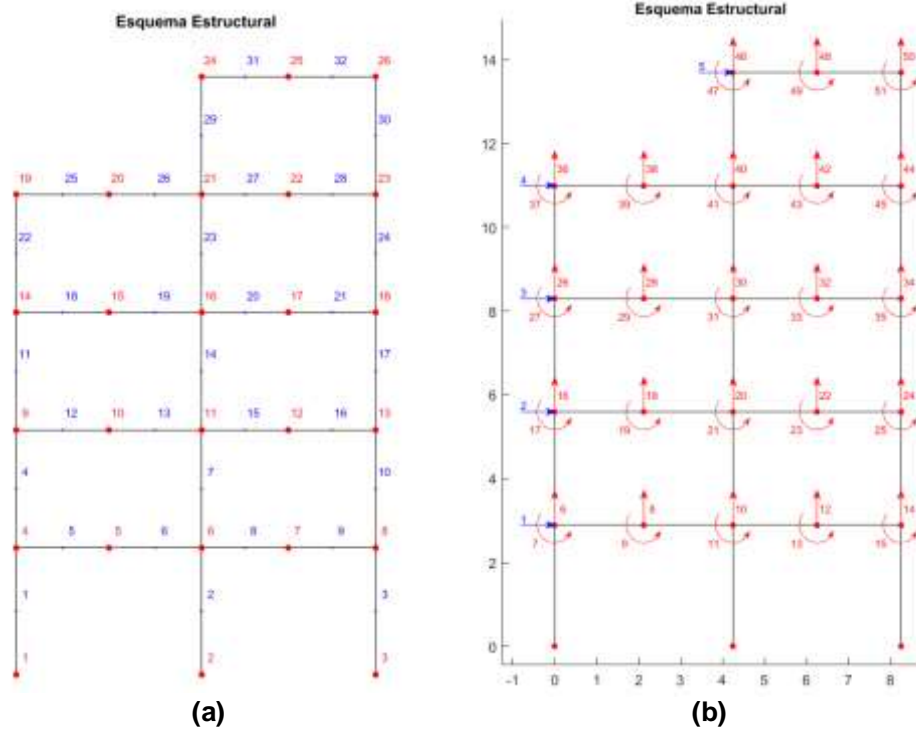 Esquema Estructural
24 31 25 32 26
29 30
19 25 20 26 21 27 22 28 23
22 23 24
14 18 15 19 16 20 17 21 18
11 14 17
9 12 10 13 11 15 12 16 13
4 7 10
4 5 5 6 6 8 7 9 8
1 2 3
1 2 3
(a)
Esquema Estructural
14
46 48 50
5
47 49 51
12
36 38 40 42 44
4
37 39 41 43 45
10
26 28 30 32 34
3
27 29 31 33 35
8
6
16 18 20 22 24
2
17 19 21 23 25
4
6 8 10 12 14
1
7 9 11 13 15
2
0
-1 0 1 2 3 4 5 6 7 8
(b)